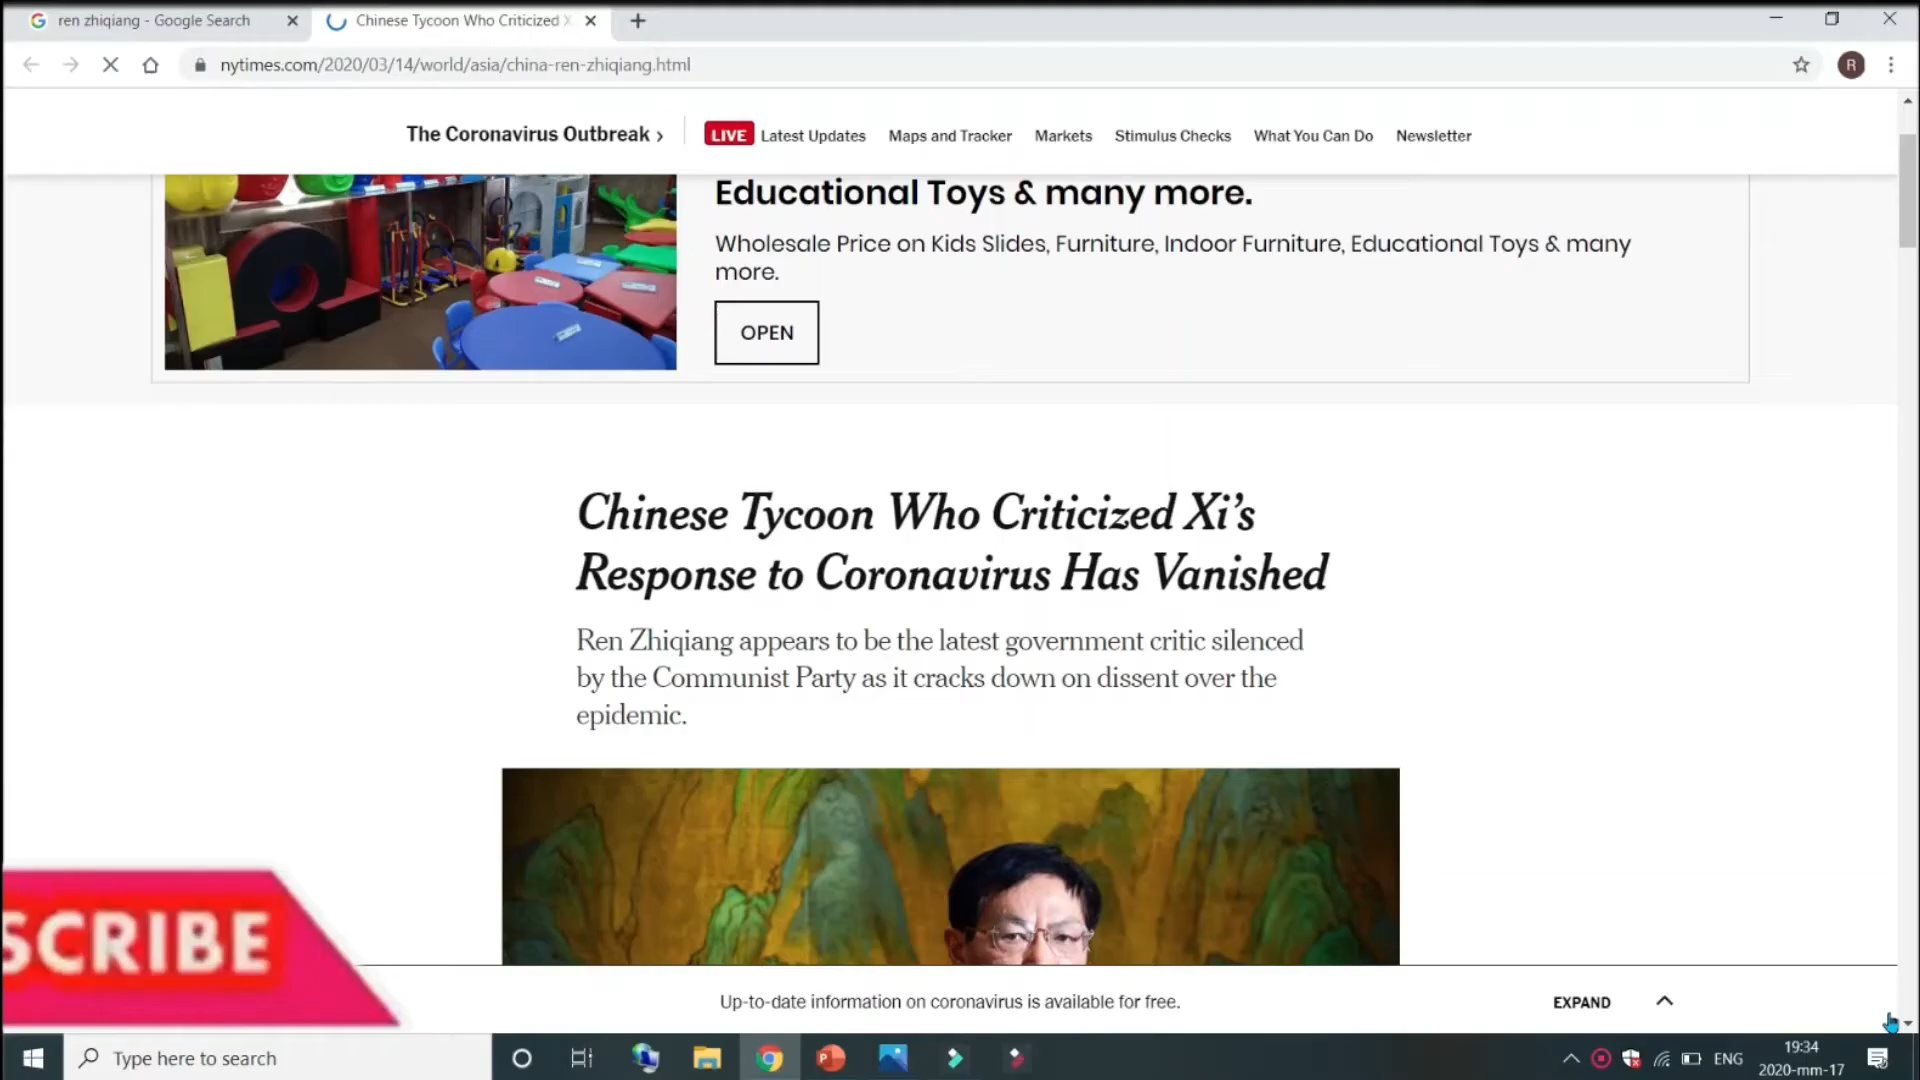 ren zhiqiang - Google Search
Chinese Tycoon Who Criticized X
nytimes.com/2020/03/14/world/asia/china-ren-zhiqiang.html
R
The Coronavirus Outbreak ›
LIVE Latest Updates Maps and Tracker Markets Stimulus Checks What You Can Do Newsletter
Educational Toys & many more.
Wholesale Price on Kids Slides, Furniture, Indoor Furniture, Educational Toys & many
more.
OPEN
Chinese Tycoon Who Criticized Xi’s
Response to Coronavirus Has Vanished
Ren Zhiqiang appears to be the latest government critic silenced
by the Communist Party as it cracks down on dissent over the
epidemic.
SCRIBE
Up-to-date information on coronavirus is available for free.
EXPAND
Type here to search
ENG
19:34
2020-mm-17